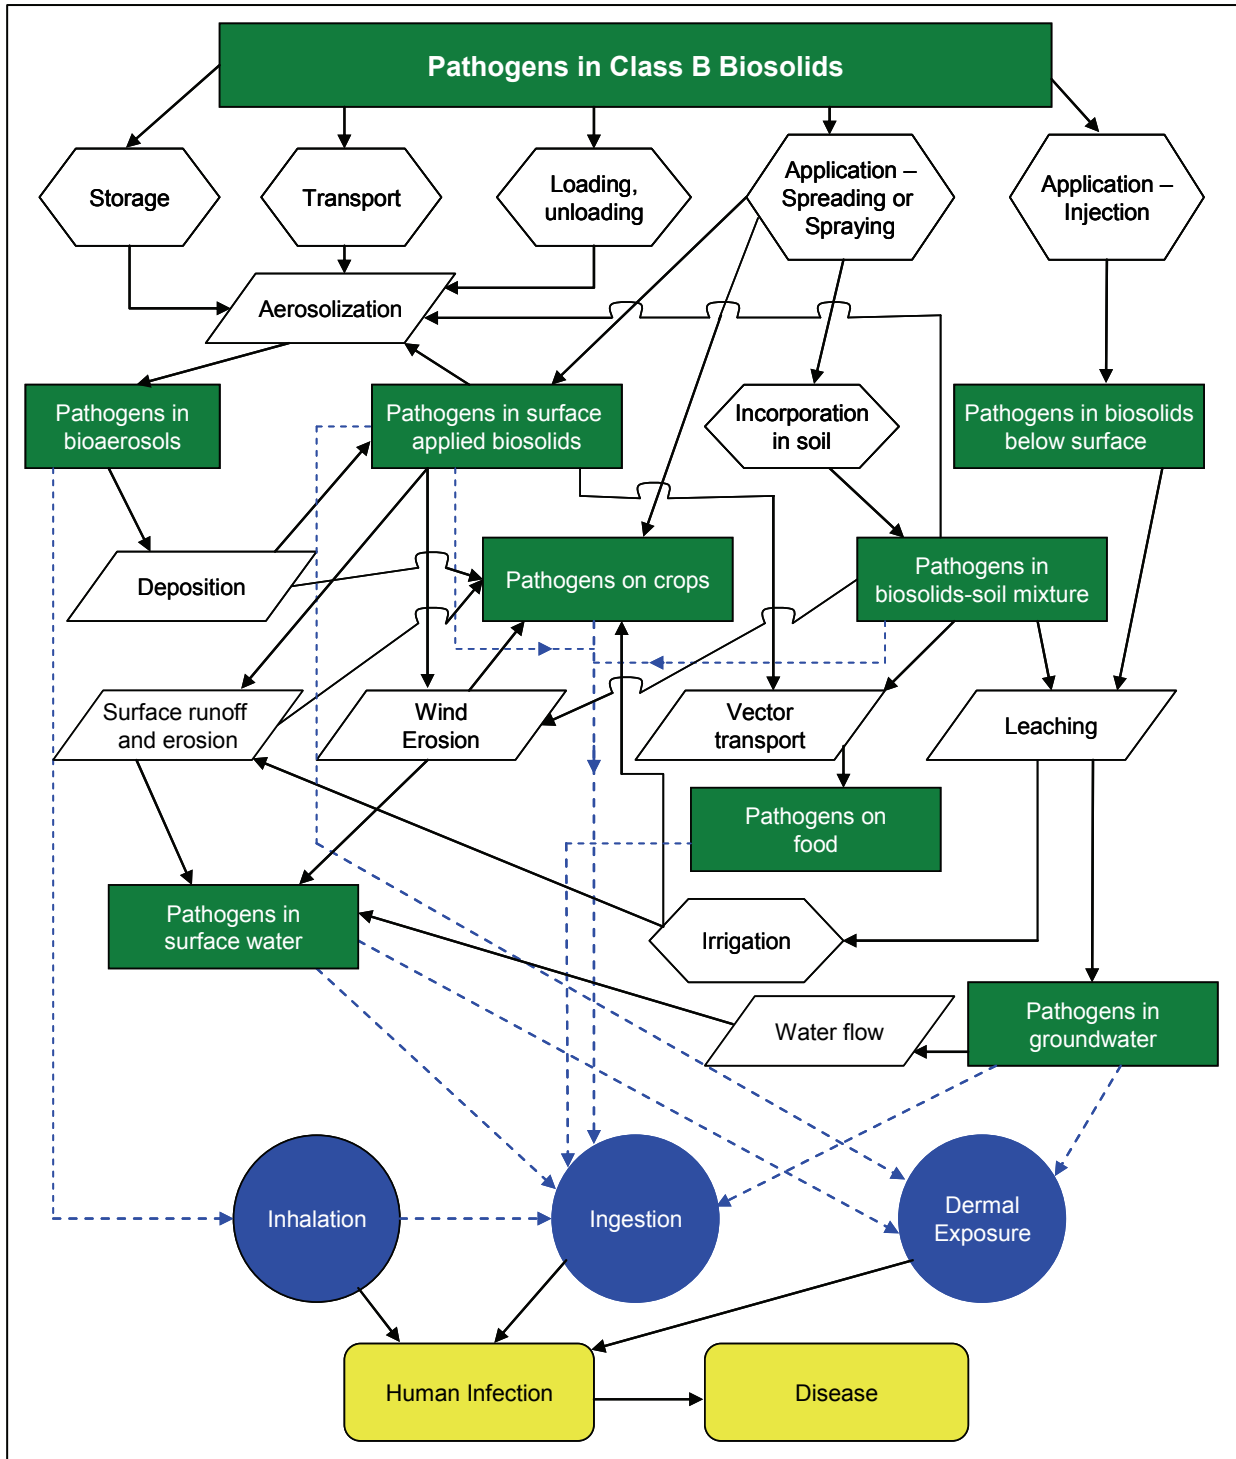 Pathogens in Class B Biosolids
Storage
Transport
Loading,
unloading
Application –
Spreading or
Spraying
Application –
Injection
Aerosolization
Pathogens in
bioaerosols
Pathogens in surface
applied biosolids
Incorporation
in soil
Pathogens in biosolids
below surface
Deposition
Pathogens on crops
Pathogens in
biosolids-soil mixture
Surface runoff
and erosion
Wind
Erosion
Vector
transport
Leaching
Pathogens on
food
Pathogens in
surface water
Irrigation
Water flow
Pathogens in
groundwater
Inhalation
Ingestion
Dermal
Exposure
Human Infection
Disease